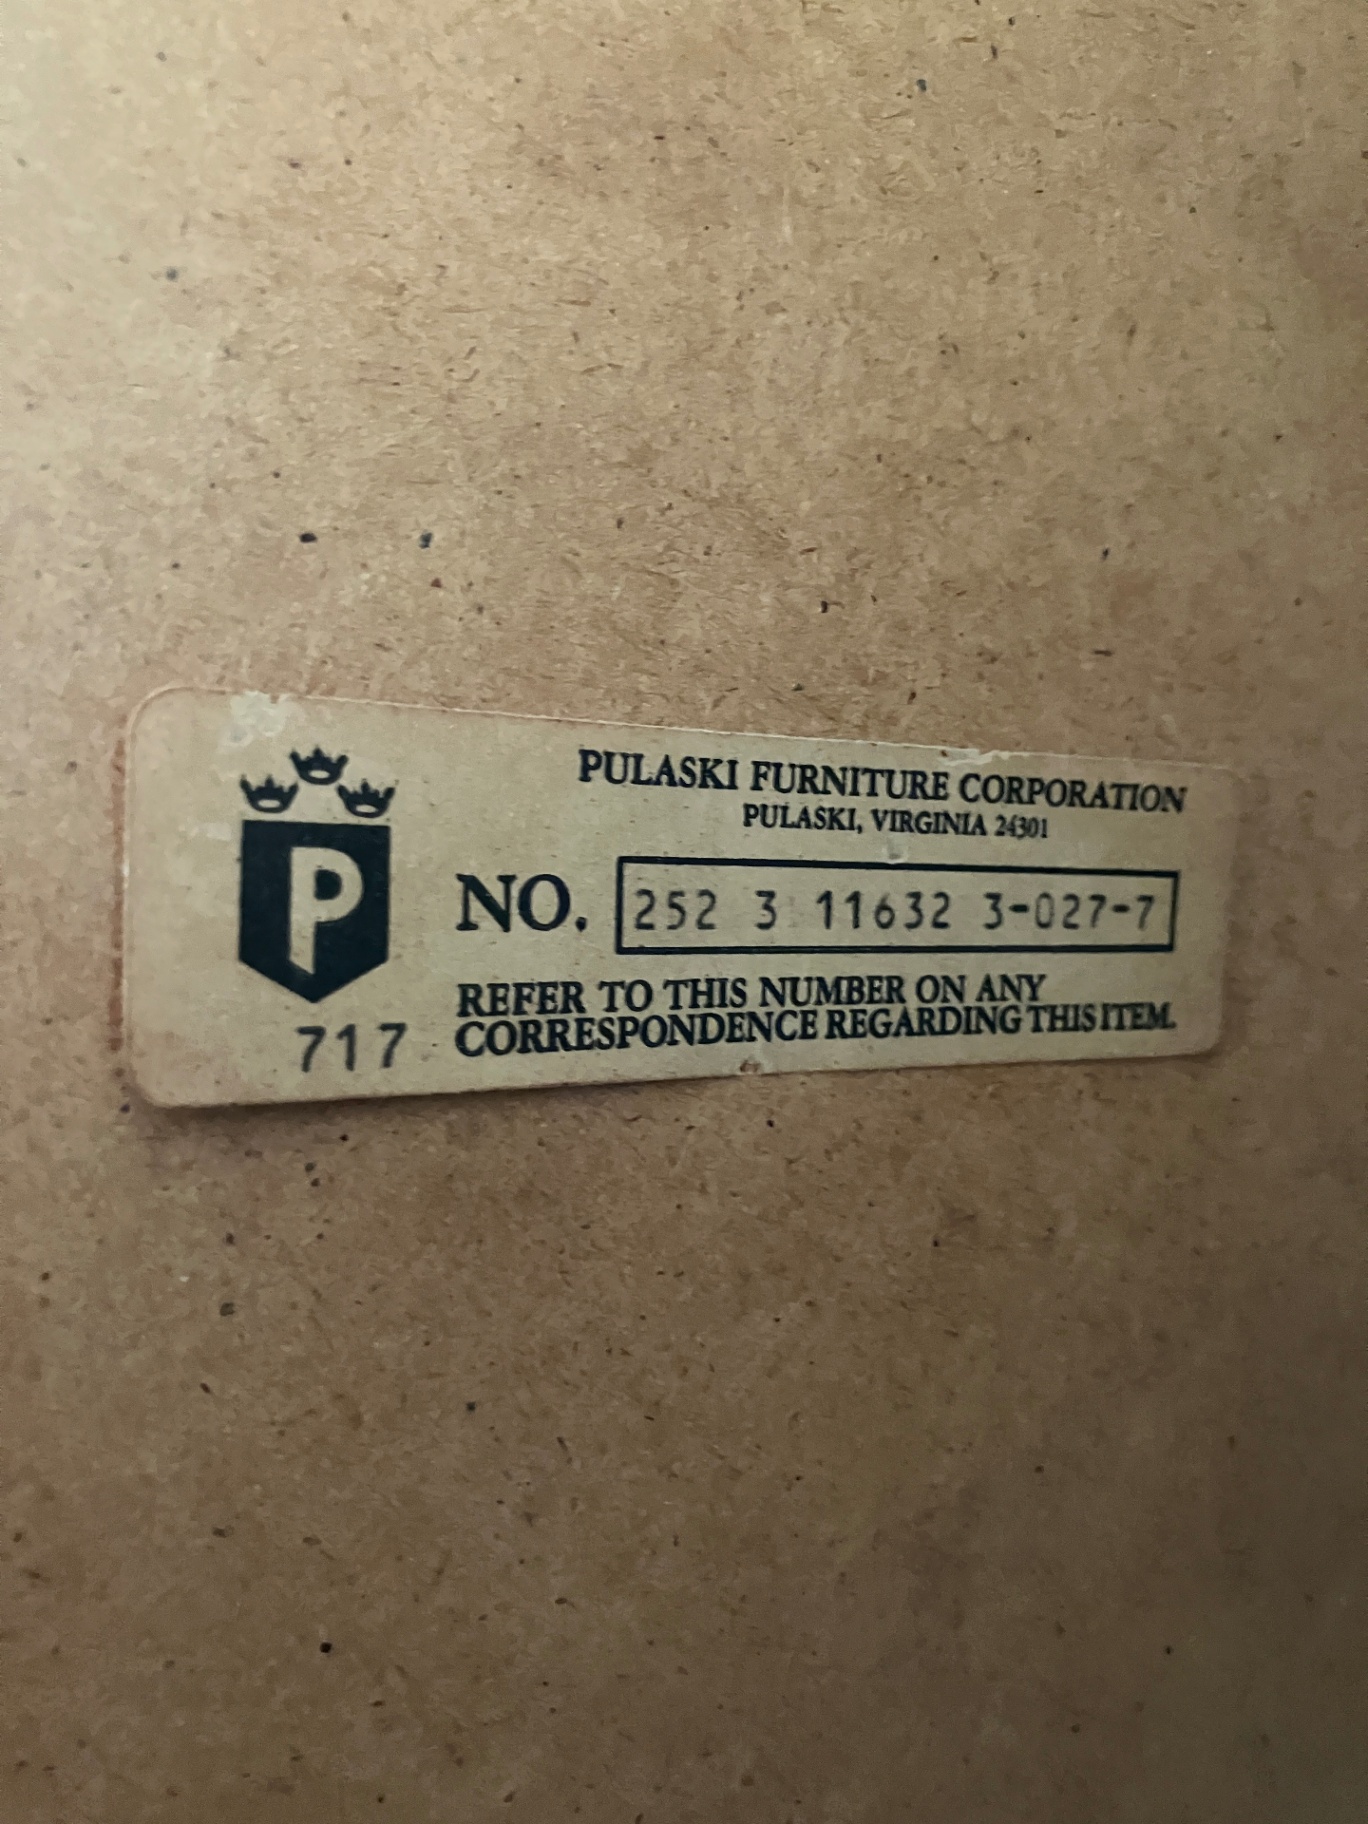 PULASKI FURNITURE CORPORATION
PULASKI, VIRGINIA 24301
P
NO. 252 3 11632 3-027-7
REFER TO THIS NUMBER ON ANY
CORRESPONDENCE REGARDING THIS ITEM.
717